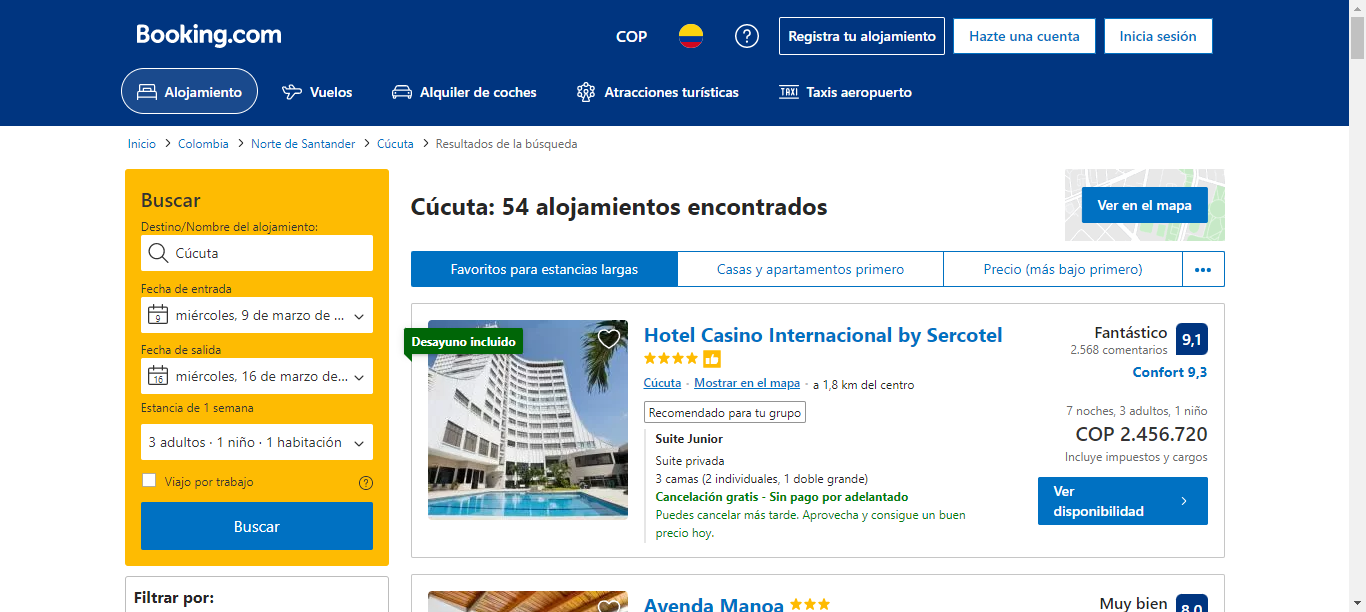 Booking.com
COP
Registra tu alojamiento
Hazte una cuenta
Inicia sesión
Alojamiento
Vuelos
Alquiler de coches
Atracciones turísticas
TAXI
Taxis aeropuerto
Inicio > Colombia > Norte de Santander > Cúcuta > Resultados de la búsqueda
Buscar
Destino/Nombre del alojamiento:
Cúcuta
Fecha de entrada
9
miércoles, 9 de marzo de ...
Fecha de salida
16
miércoles, 16 de marzo de...
Estancia de 1 semana
3 adultos · 1 niño · 1 habitación
Viajo por trabajo
Buscar
Filtrar por:
Cúcuta: 54 alojamientos encontrados
Ver en el mapa
Favoritos para estancias largas
Casas y apartamentos primero
Precio (más bajo primero)
•••
Desayuno incluido
Hotel Casino Internacional by Sercotel
Cúcuta · Mostrar en el mapa · a 1,8 km del centro
Recomendado para tu grupo
Suite Junior
Suite privada
3 camas (2 individuales, 1 doble grande)
Cancelación gratis - Sin pago por adelantado
Puedes cancelar más tarde. Aprovecha y consigue un buen
precio hoy.
Fantástico
2.568 comentarios
9,1
Confort 9,3
7 noches, 3 adultos, 1 niño
COP 2.456.720
Incluye impuestos y cargos
Ver
disponibilidad
Avenda Manoa
Muy bien
8,0